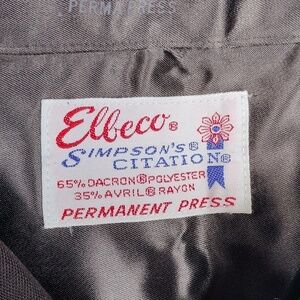 PERMA PRESS
Elbeco®
SIMPSON'S®
CITATION®
65% DACRON® POLYESTER
35% AVRIL® RAYON
PERMANENT PRESS